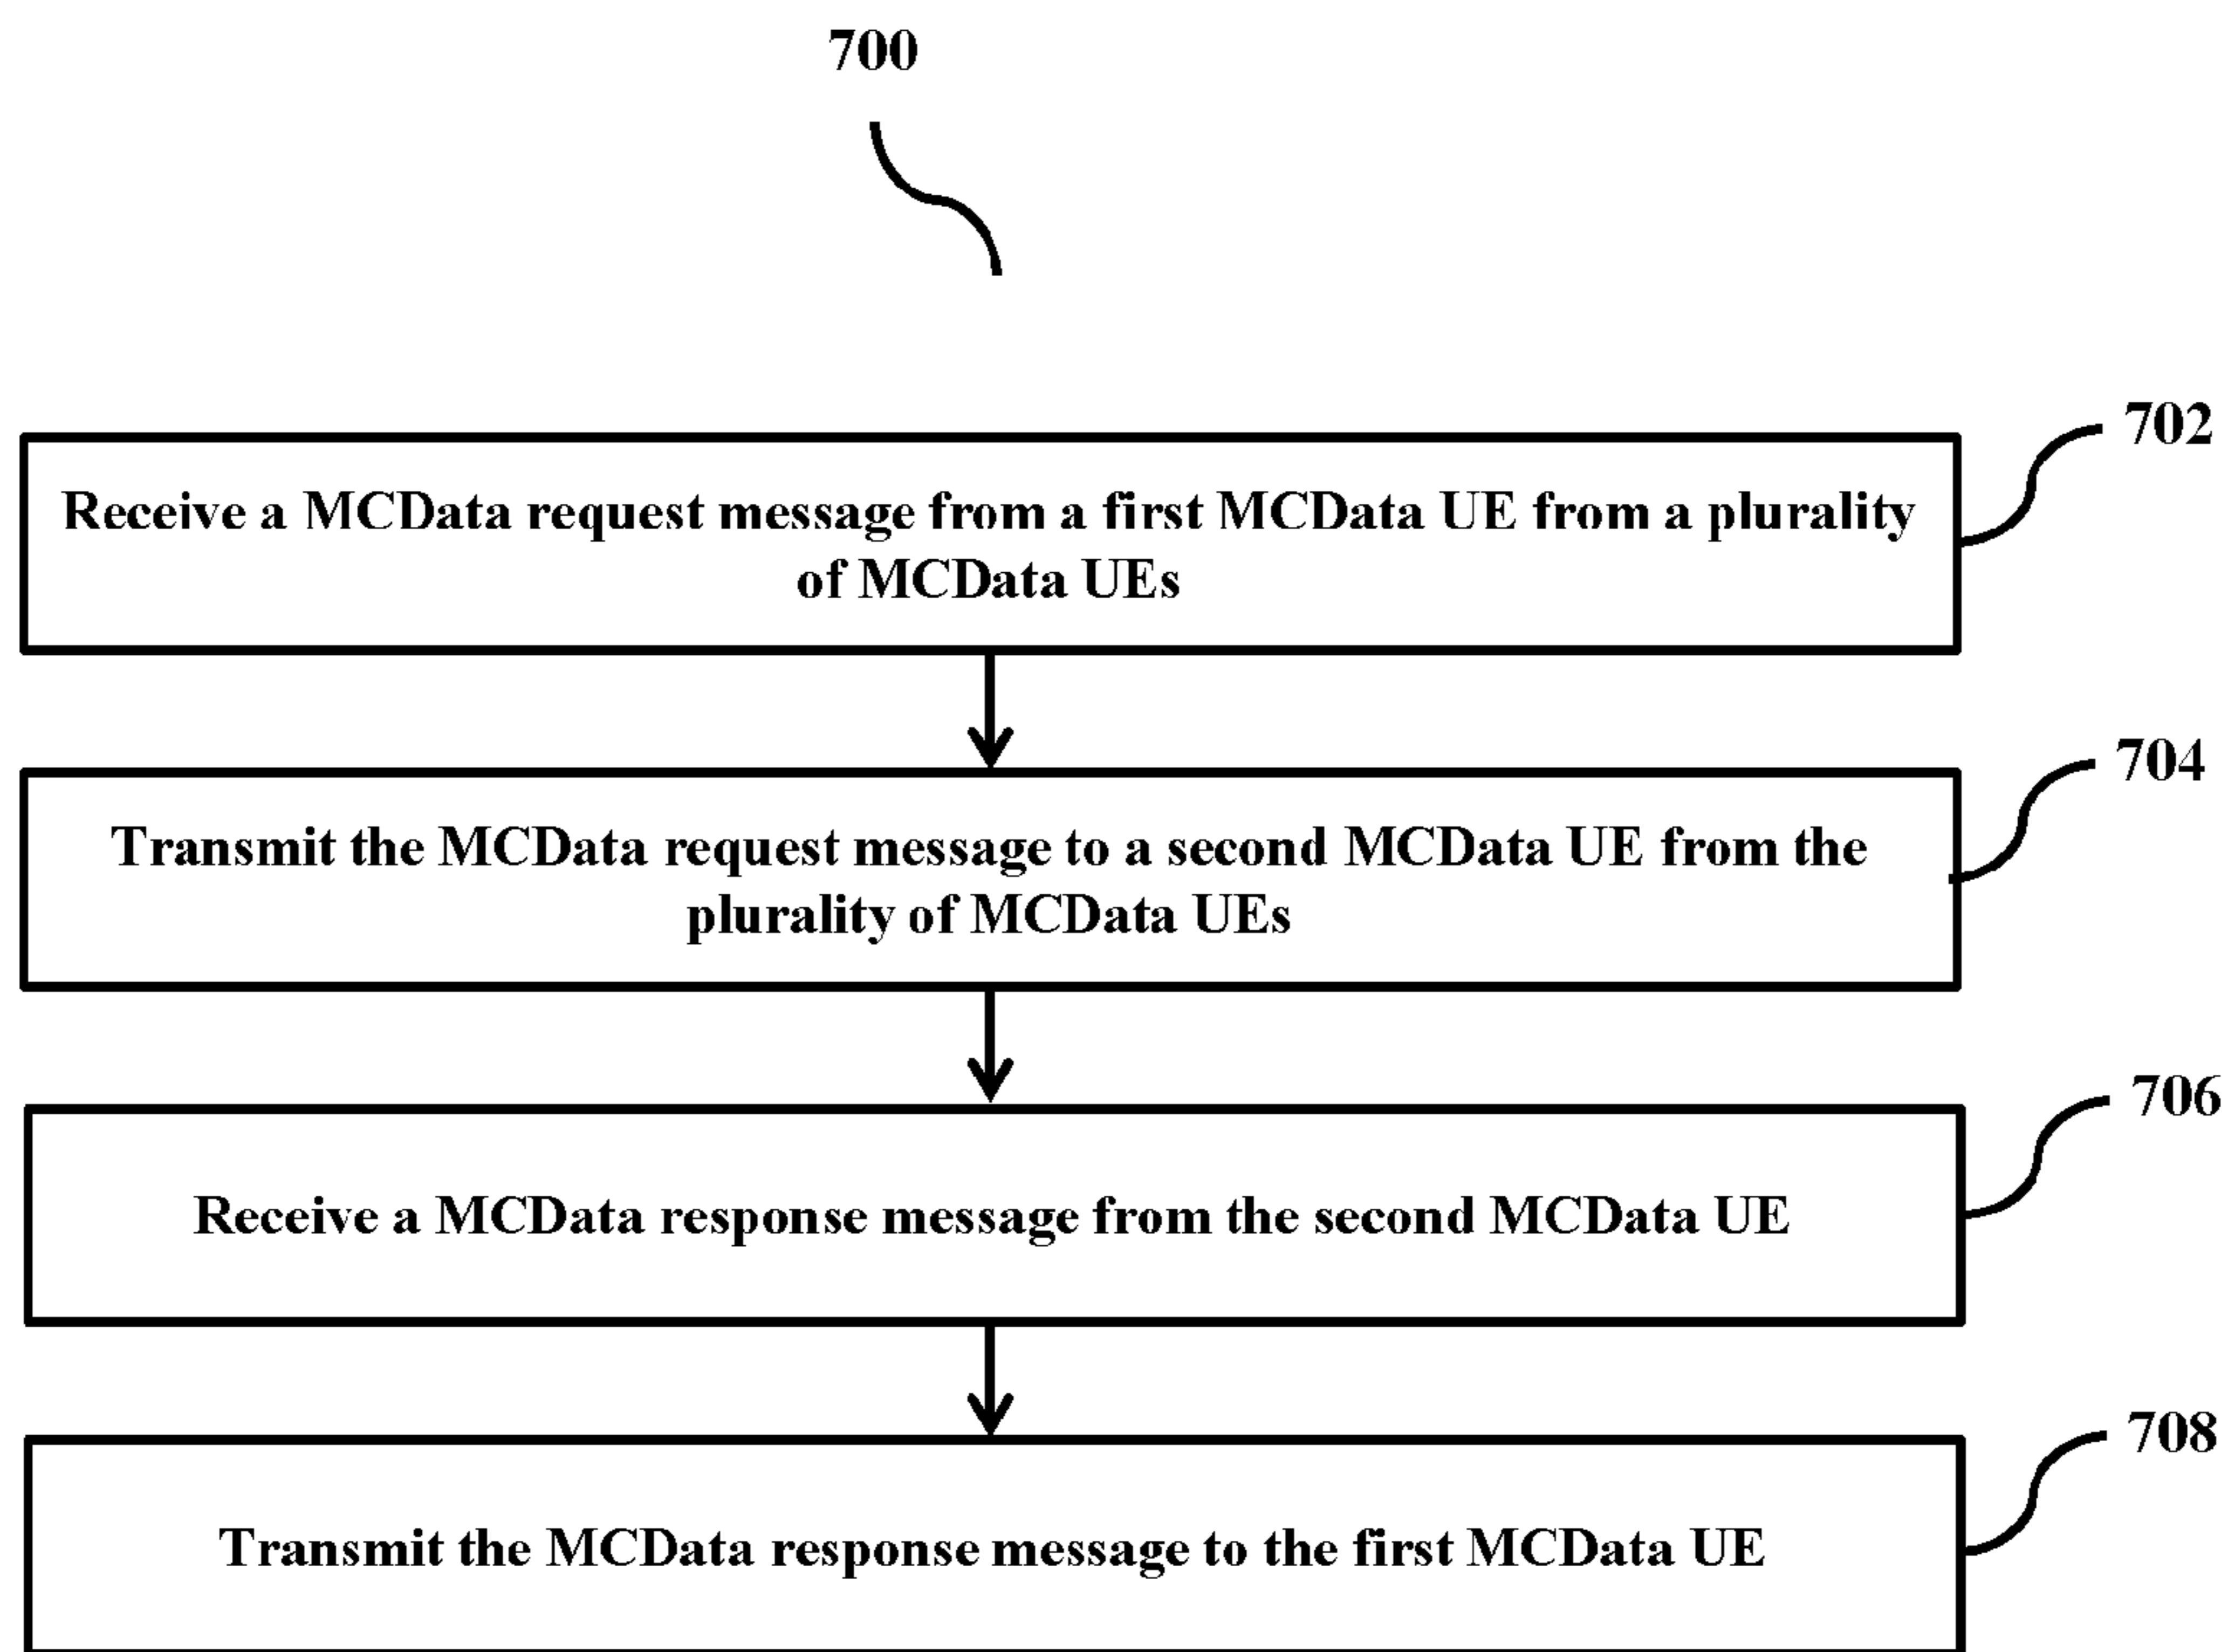 700
702
Receive a MCData request message from a first MCData UE from a plurality
of MCData UEs
704
Transmit the MCData request message to a second MCData UE from the
plurality of MCData UEs
706
Receive a MCData response message from the second MCData UE
708
Transmit the MCData response message to the first MCData UE